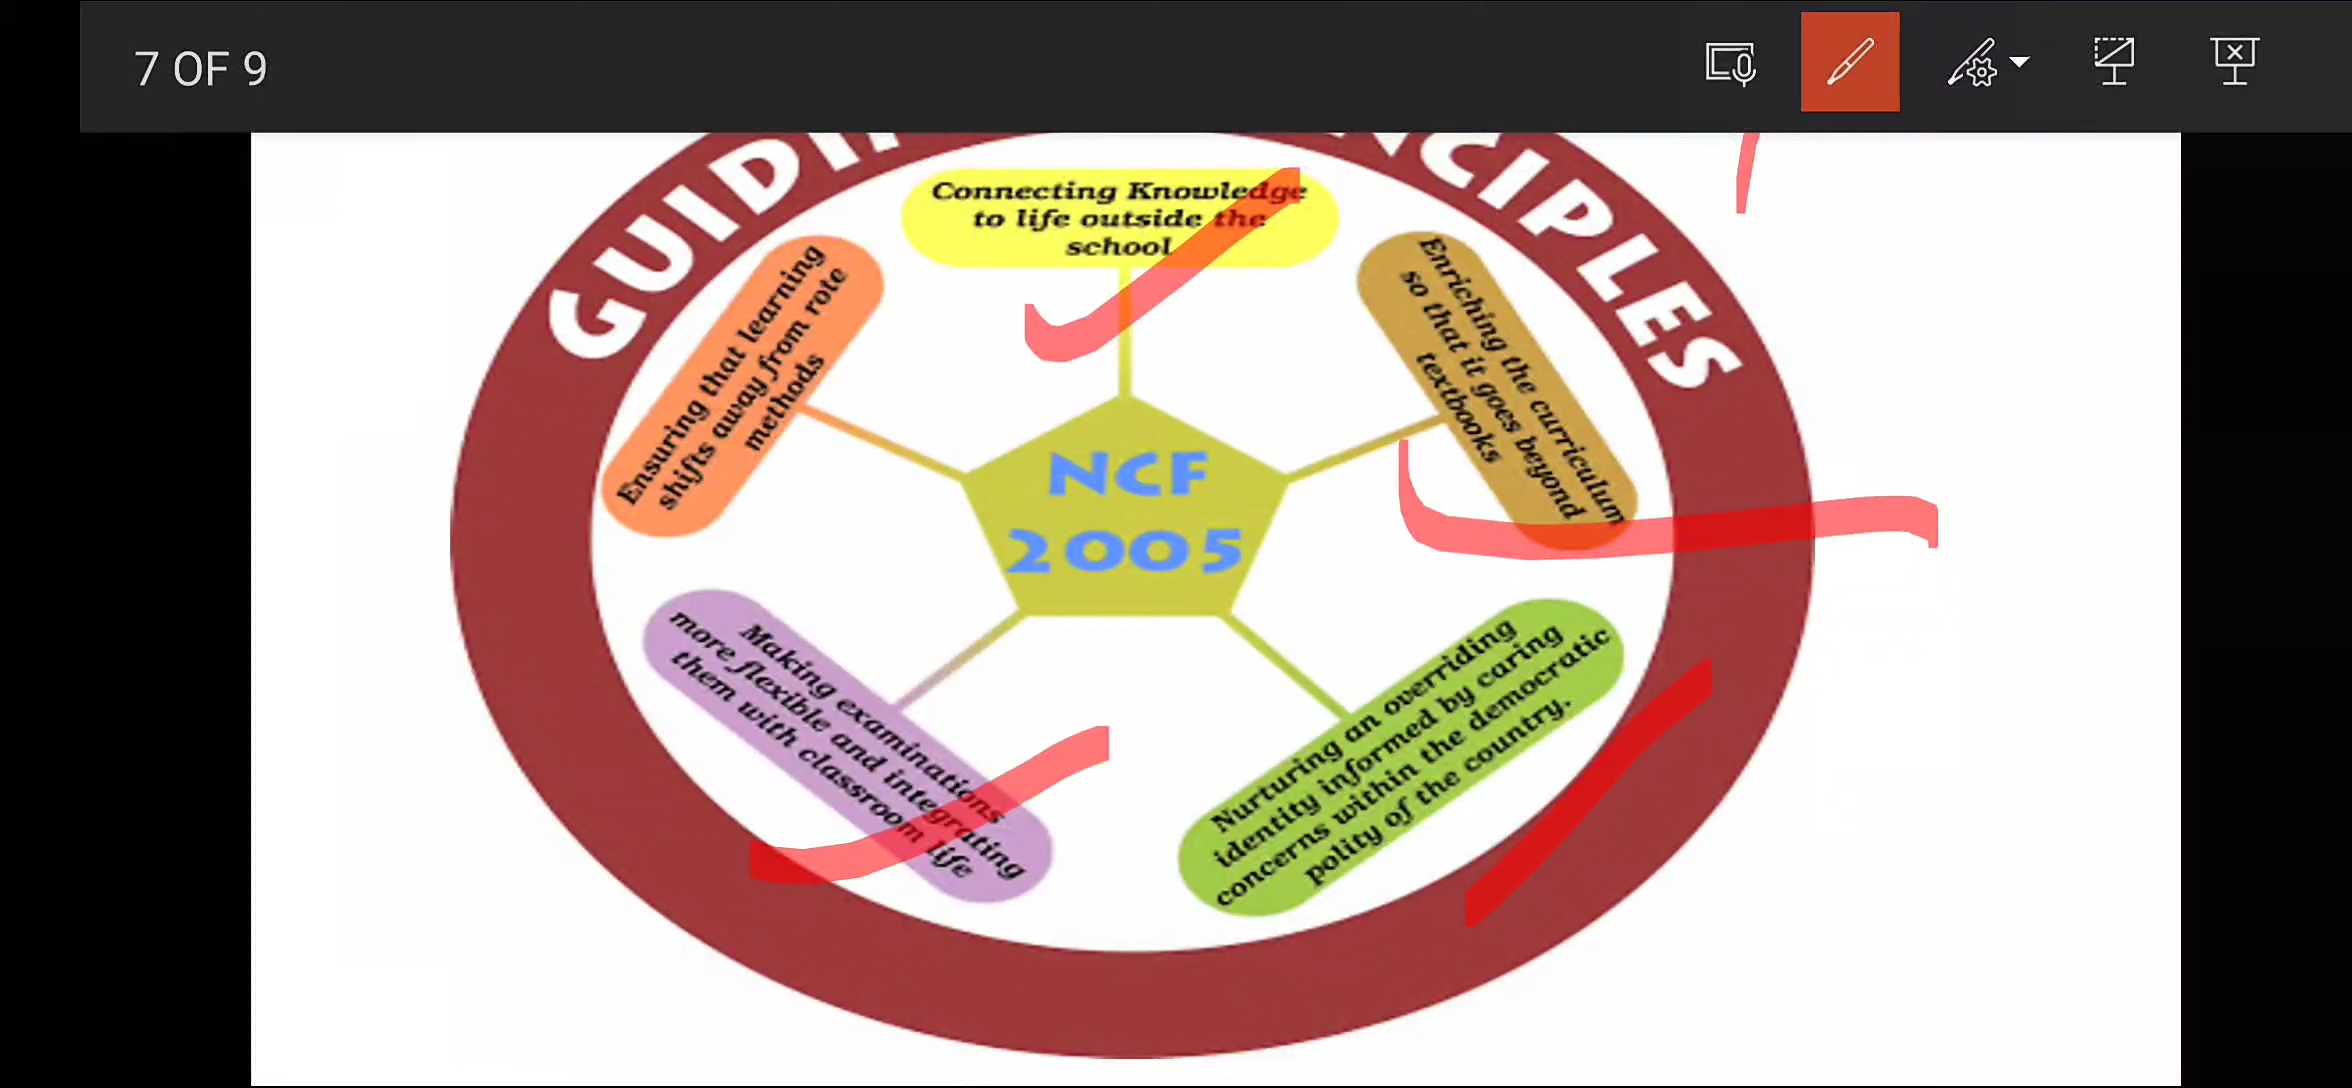 7 OF 9
GUIDI
CIPLES
Connecting Knowledge
to life outside the
school
Ensuring that learning
shifts away from rote
methods
Enriching the curriculum
so that it goes beyond
textbooks
NCF
2005
Making examinations
more flexible and integrating
them with classroom life
Nurturing an overriding
identity informed by caring
concerns within the democratic
polity of the country.